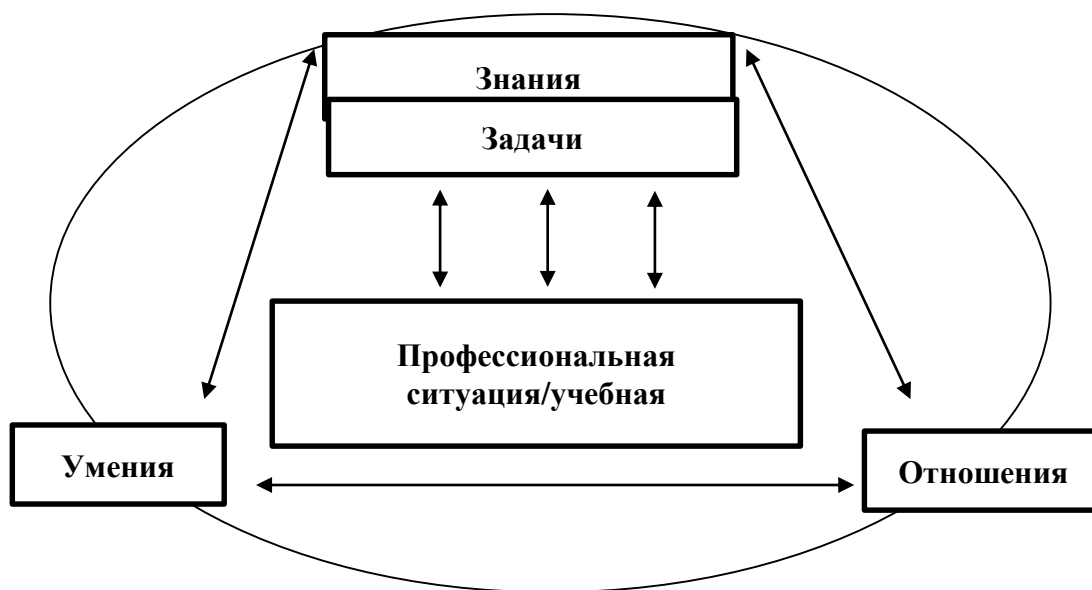 Знания
Задачи
Профессиональная
ситуация/учебная
Умения
Отношения